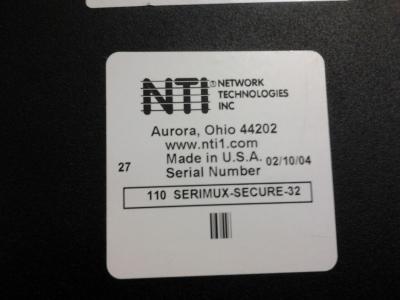 NTI® NETWORK
TECHNOLOGIES
INC
Aurora, Ohio 44202
www.nti1.com
Made in U.S.A. 02/10/04
27 Serial Number
110 SERIMUX-SECURE-32